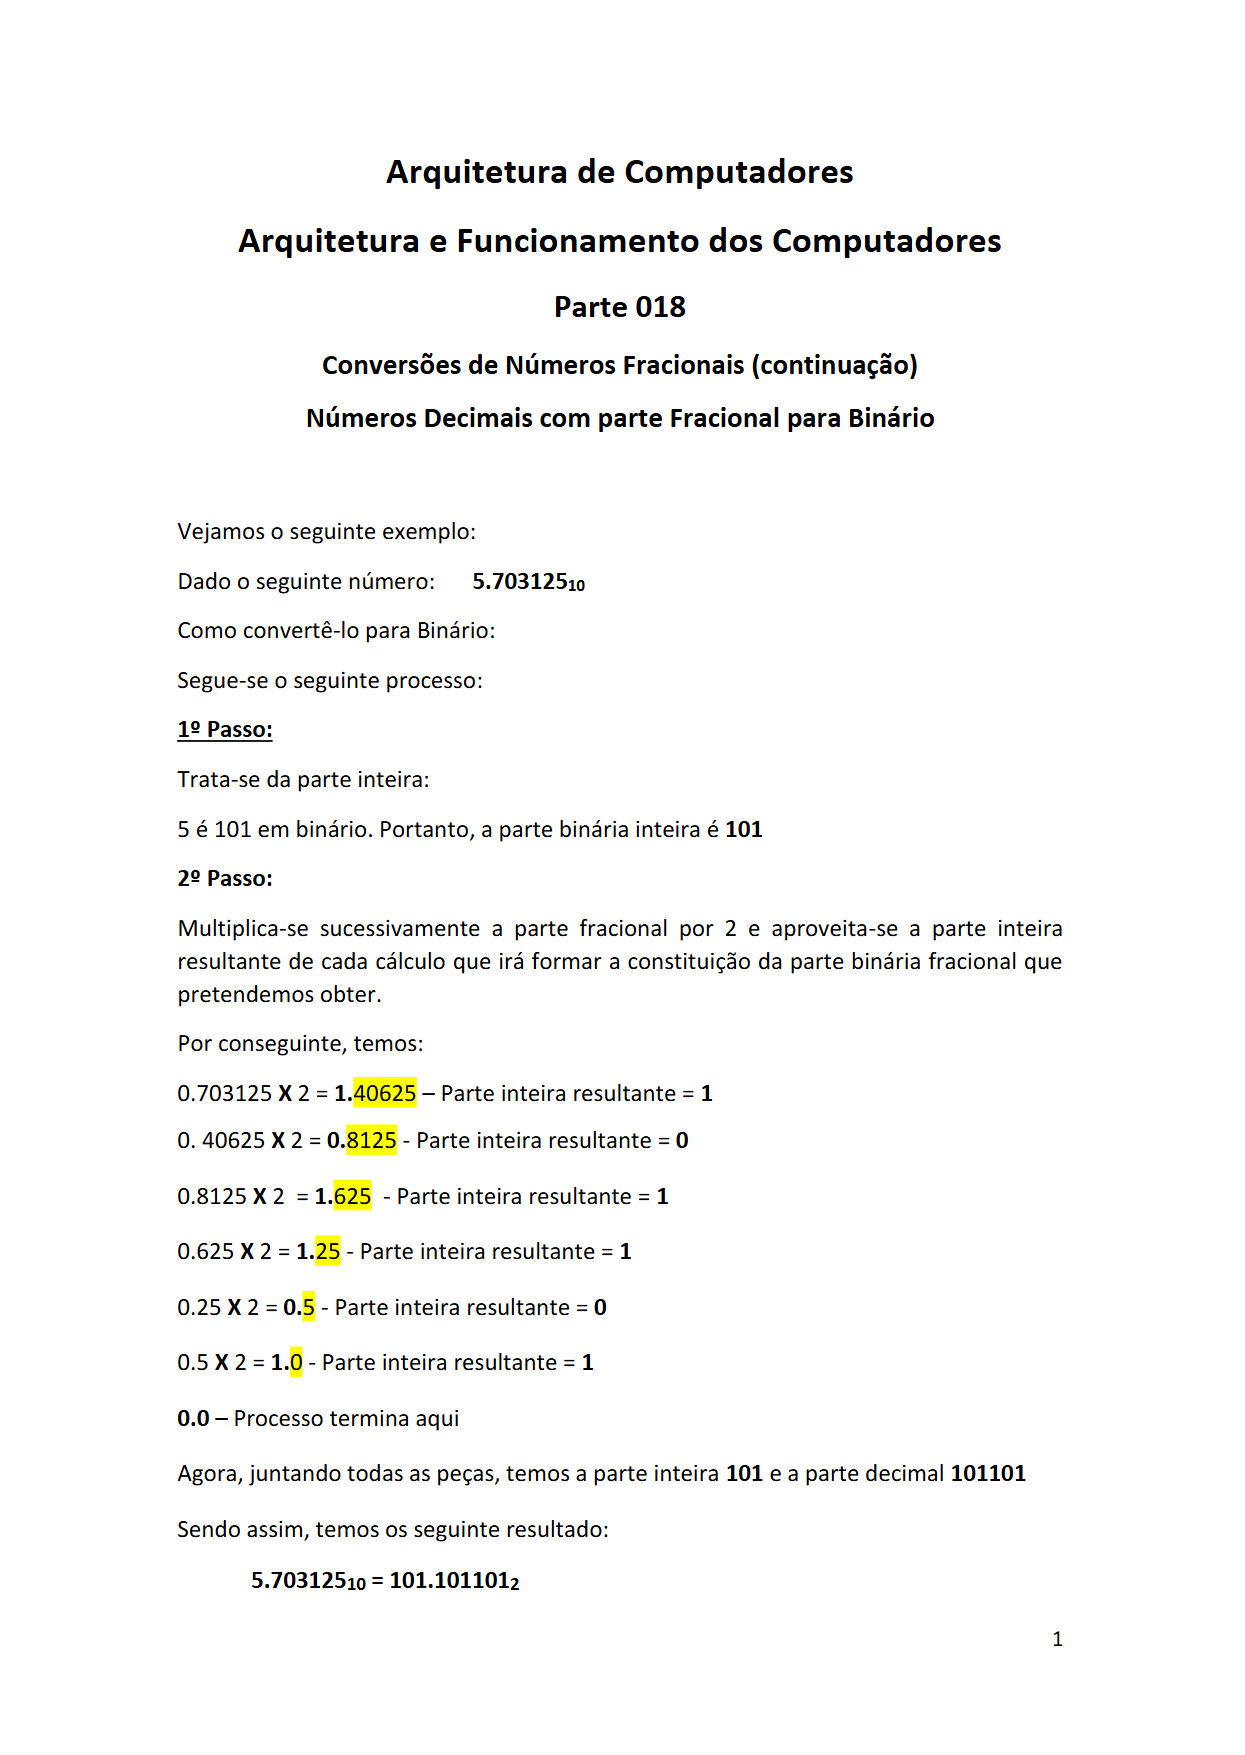 Arquitetura de Computadores
Arquitetura e Funcionamento dos Computadores
Parte 018
Conversões de Números Fracionais (continuação)
Números Decimais com parte Fracional para Binário
Vejamos o seguinte exemplo:
Dado o seguinte número: 5.703125₁₀
Como convertê-lo para Binário:
Segue-se o seguinte processo:
1º Passo:
Trata-se da parte inteira:
5 é 101 em binário. Portanto, a parte binária inteira é 101
2º Passo:
Multiplica-se sucessivamente a parte fracional por 2 e aproveita-se a parte inteira
resultante de cada cálculo que irá formar a constituição da parte binária fracional que
pretendemos obter.
Por conseguinte, temos:
0.703125 X 2 = 1.40625 – Parte inteira resultante = 1
0. 40625 X 2 = 0.8125 - Parte inteira resultante = 0
0.8125 X 2  = 1.625  - Parte inteira resultante = 1
0.625 X 2 = 1.25 - Parte inteira resultante = 1
0.25 X 2 = 0.5 - Parte inteira resultante = 0
0.5 X 2 = 1.0 - Parte inteira resultante = 1
0.0 – Processo termina aqui
Agora, juntando todas as peças, temos a parte inteira 101 e a parte decimal 101101
Sendo assim, temos os seguinte resultado:
5.703125₁₀ = 101.101101₂
1